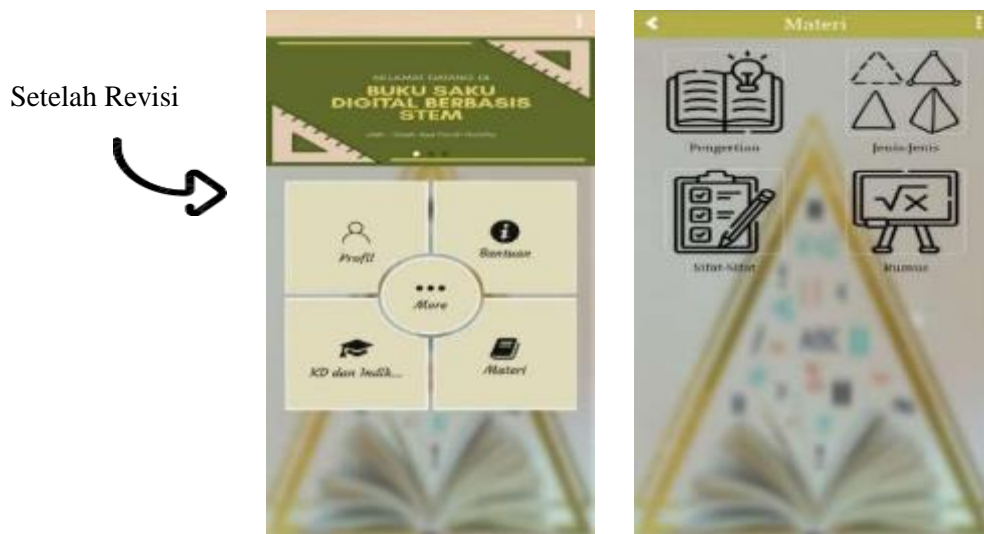 Setelah Revisi
SELAMAT DATANG DI
BUKU SAKU
DIGITAL BERBASIS
STEM
Profil
Bantuan
More
KD dan Indik...
Materi
Materi
Pengertian
Jenis-Jenis
Sifat-Sifat
Rumus
√x
ABC